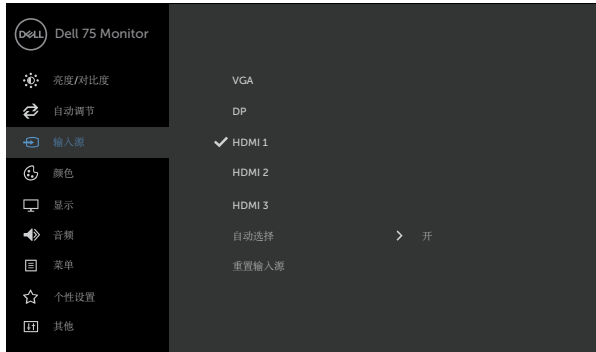 DELL
Dell 75 Monitor
亮度/对比度
自动调节
输入源
颜色
显示
音频
菜单
个性设置
其他
VGA
DP
HDMI 1
HDMI 2
HDMI 3
自动选择 开
重置输入源